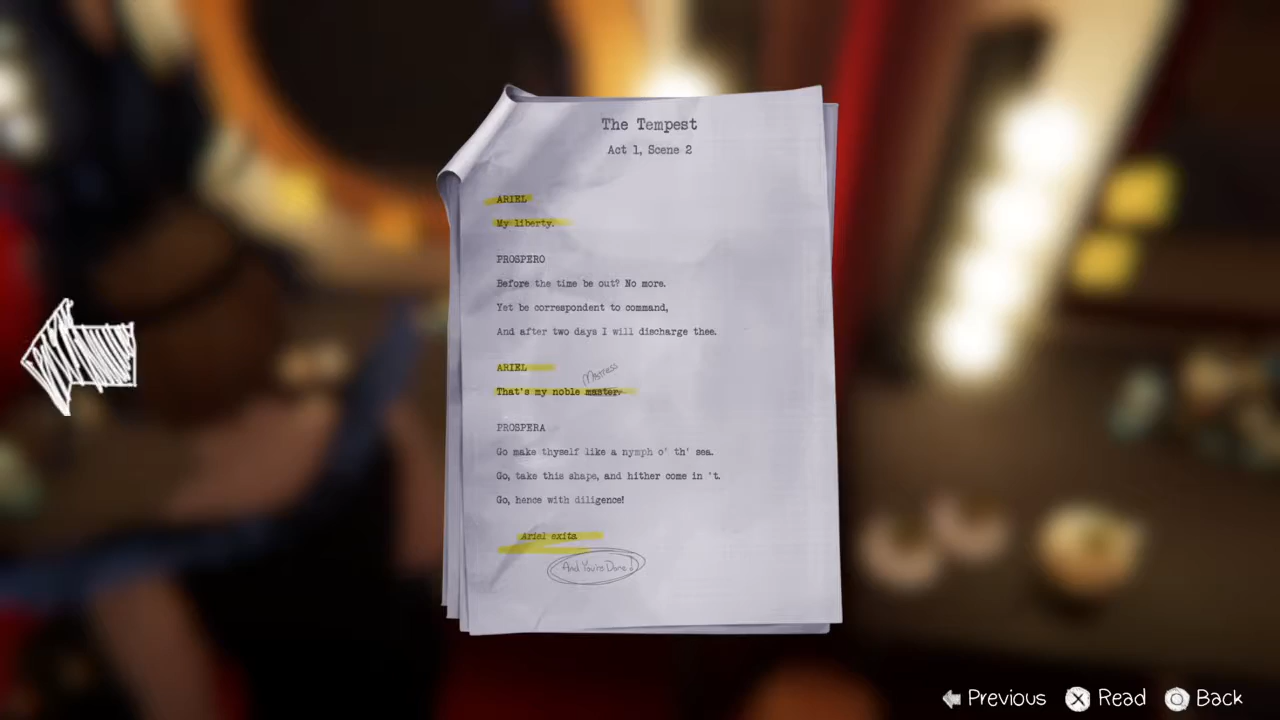 The Tempest
Act 1, Scene 2
ARIEL
My liberty.
PROSPERO
Before the time be out? No more.
Yet be correspondent to command,
And after two days I will discharge thee.
ARIEL
Mistress
That's my noble master.
PROSPERA
Go make thyself like a nymph o' th' sea.
Go, take this shape, and hither come in 't.
Go, hence with diligence!
Ariel exits
And You're Done!
Previous
Read
Back